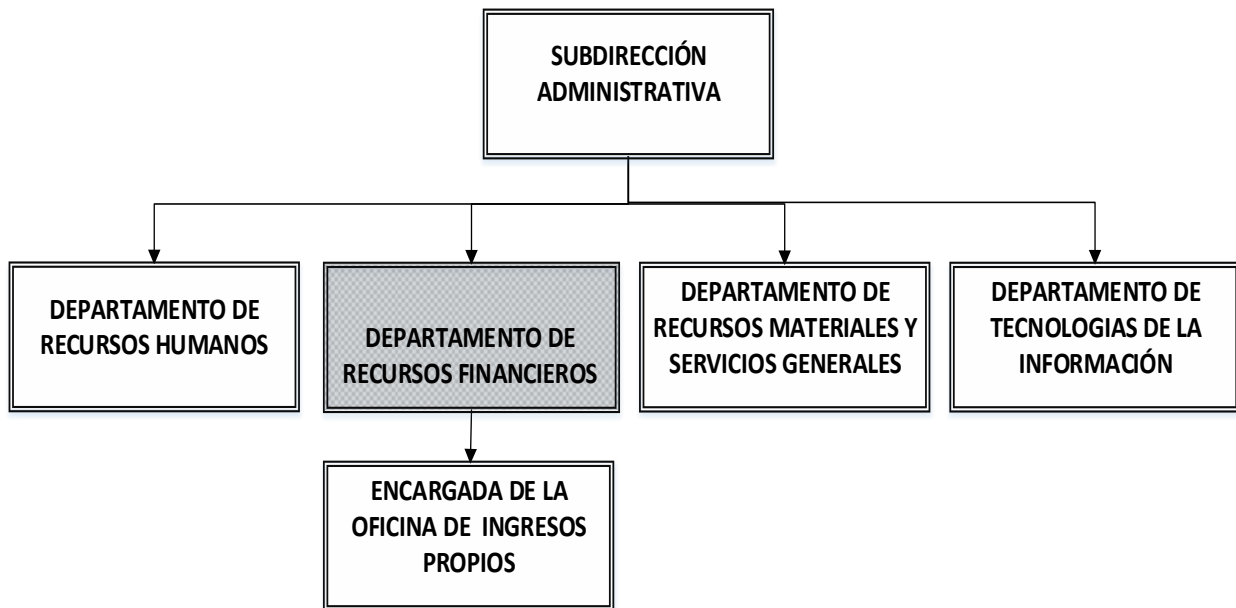 SUBDIRECCIÓN
ADMINISTRATIVA
DEPARTAMENTO DE
RECURSOS HUMANOS
DEPARTAMENTO DE
RECURSOS FINANCIEROS
DEPARTAMENTO DE
RECURSOS MATERIALES Y
SERVICIOS GENERALES
DEPARTAMENTO DE
TECNOLOGIAS DE LA
INFORMACIÓN
ENCARGADA DE LA
OFICINA DE INGRESOS
PROPIOS